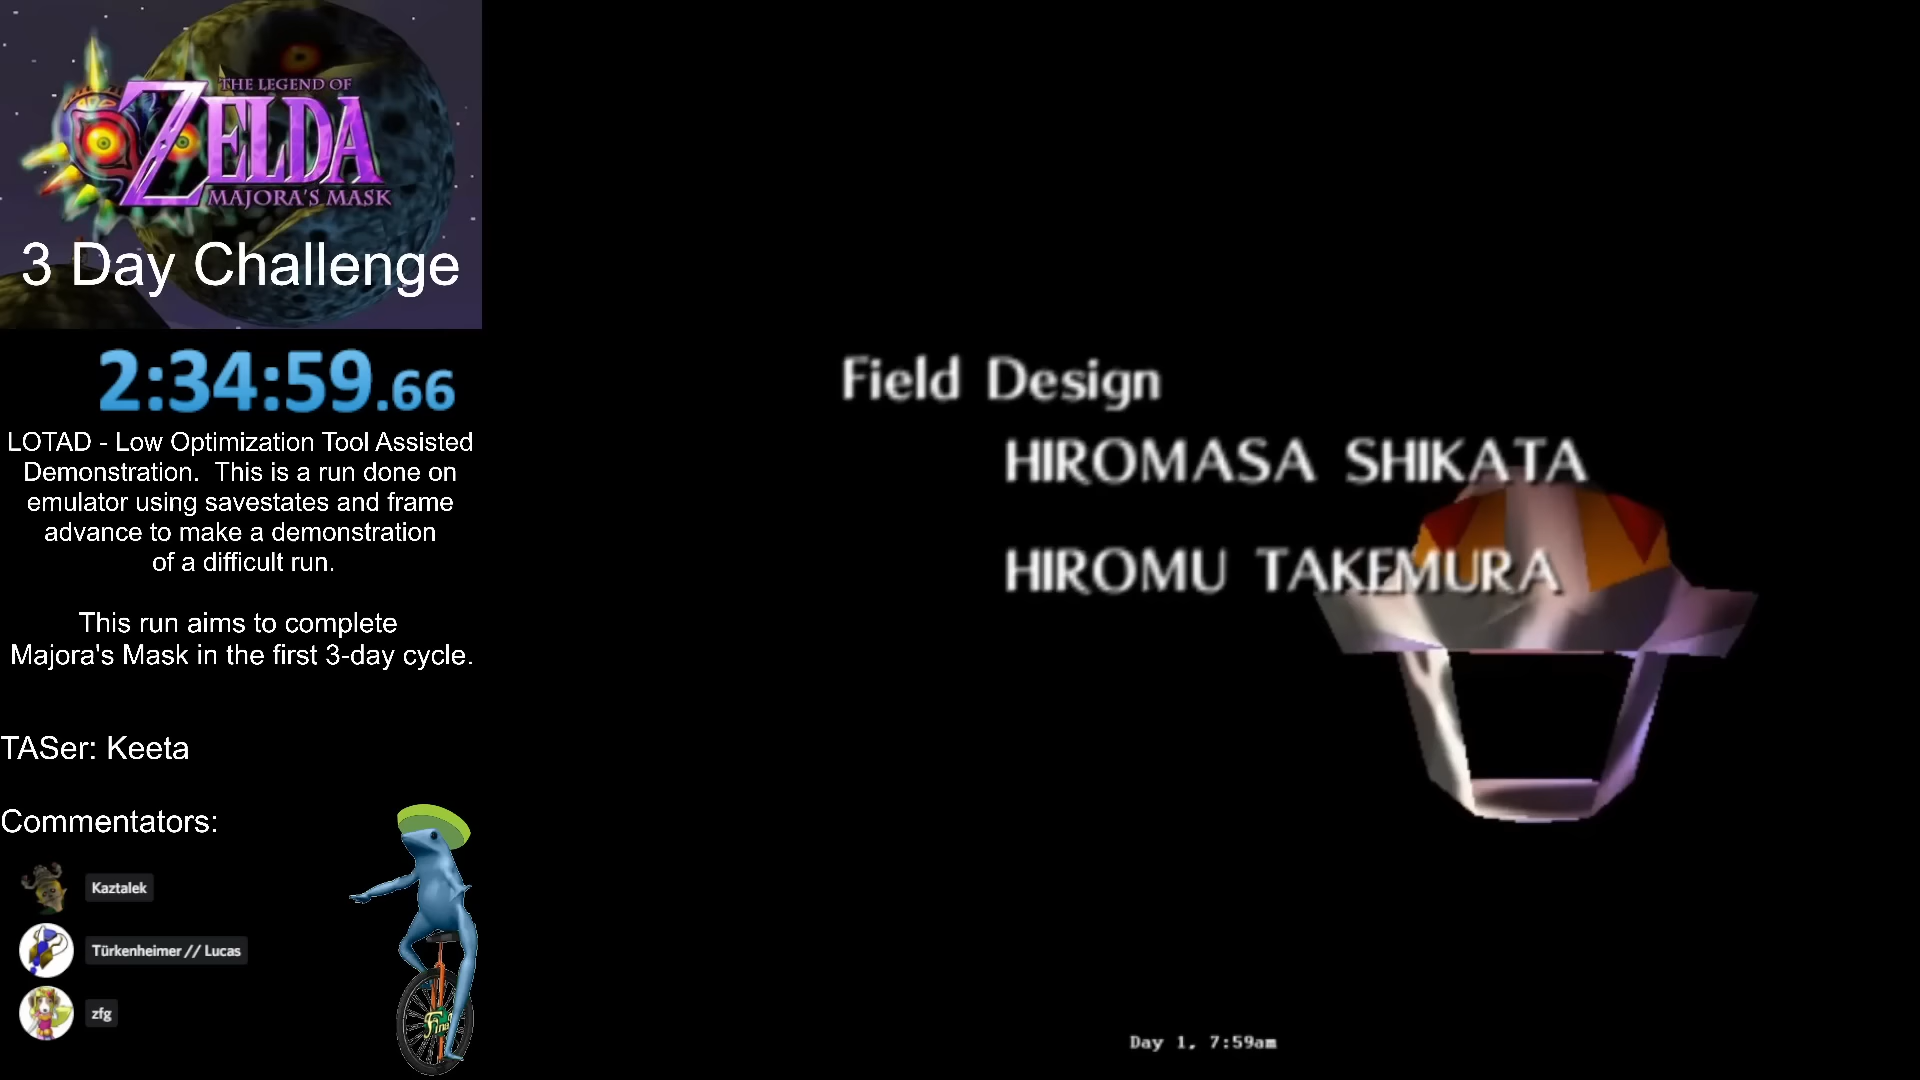 THE LEGEND OF
ZELDA
MAJORA'S MASK
3 Day Challenge
2:34:59.66
LOTAD - Low Optimization Tool Assisted
Demonstration.  This is a run done on
emulator using savestates and frame
advance to make a demonstration
of a difficult run.
This run aims to complete
Majora's Mask in the first 3-day cycle.
TASer: Keeta
Commentators:
Kaztalek
Türkenheimer // Lucas
zfg
Field Design
HIROMASA SHIKATA
HIROMU TAKEMURA
Day 1, 7:59am